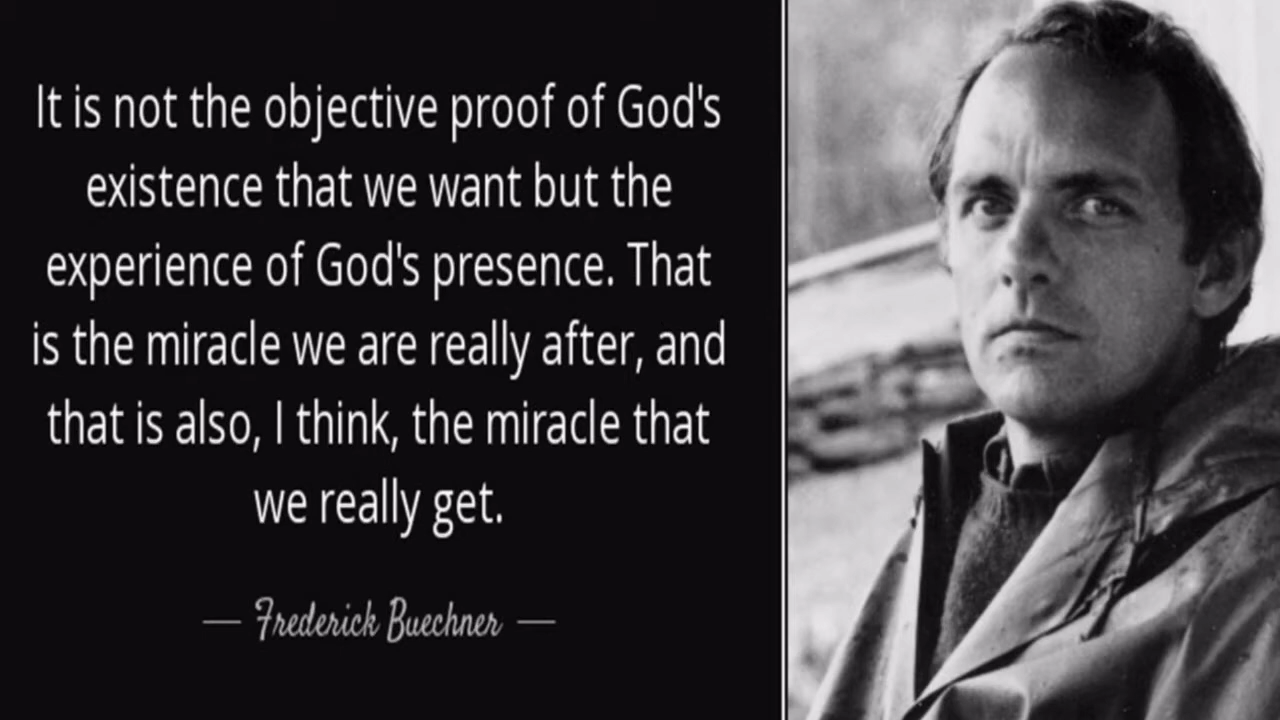 It is not the objective proof of God's
existence that we want but the
experience of God's presence. That
is the miracle we are really after, and
that is also, I think, the miracle that
we really get.
— Frederick Buechner —